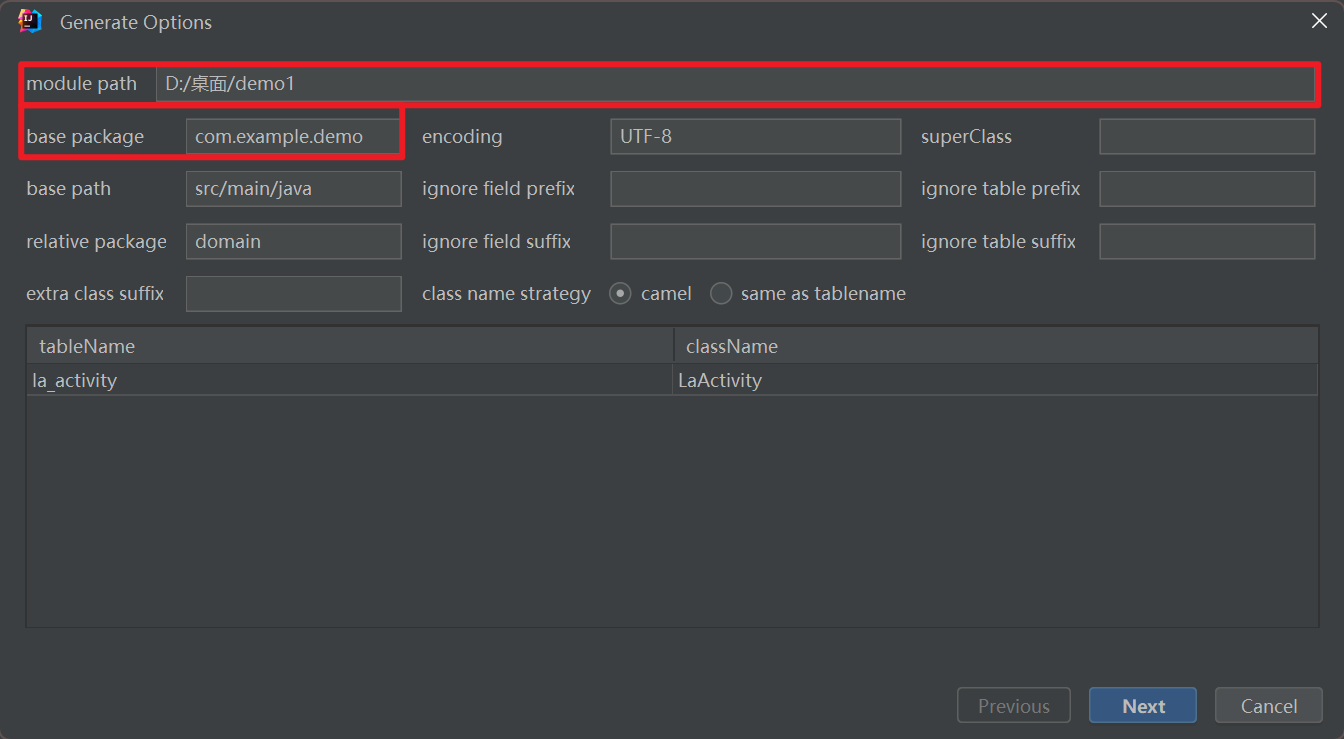 Generate Options
module path D:/桌面/demo1
base package com.example.demo encoding UTF-8 superClass
base path src/main/java ignore field prefix ignore table prefix
relative package domain ignore field suffix ignore table suffix
extra class suffix class name strategy camel same as tablename
tableName className
la_activity LaActivity
Previous Next Cancel